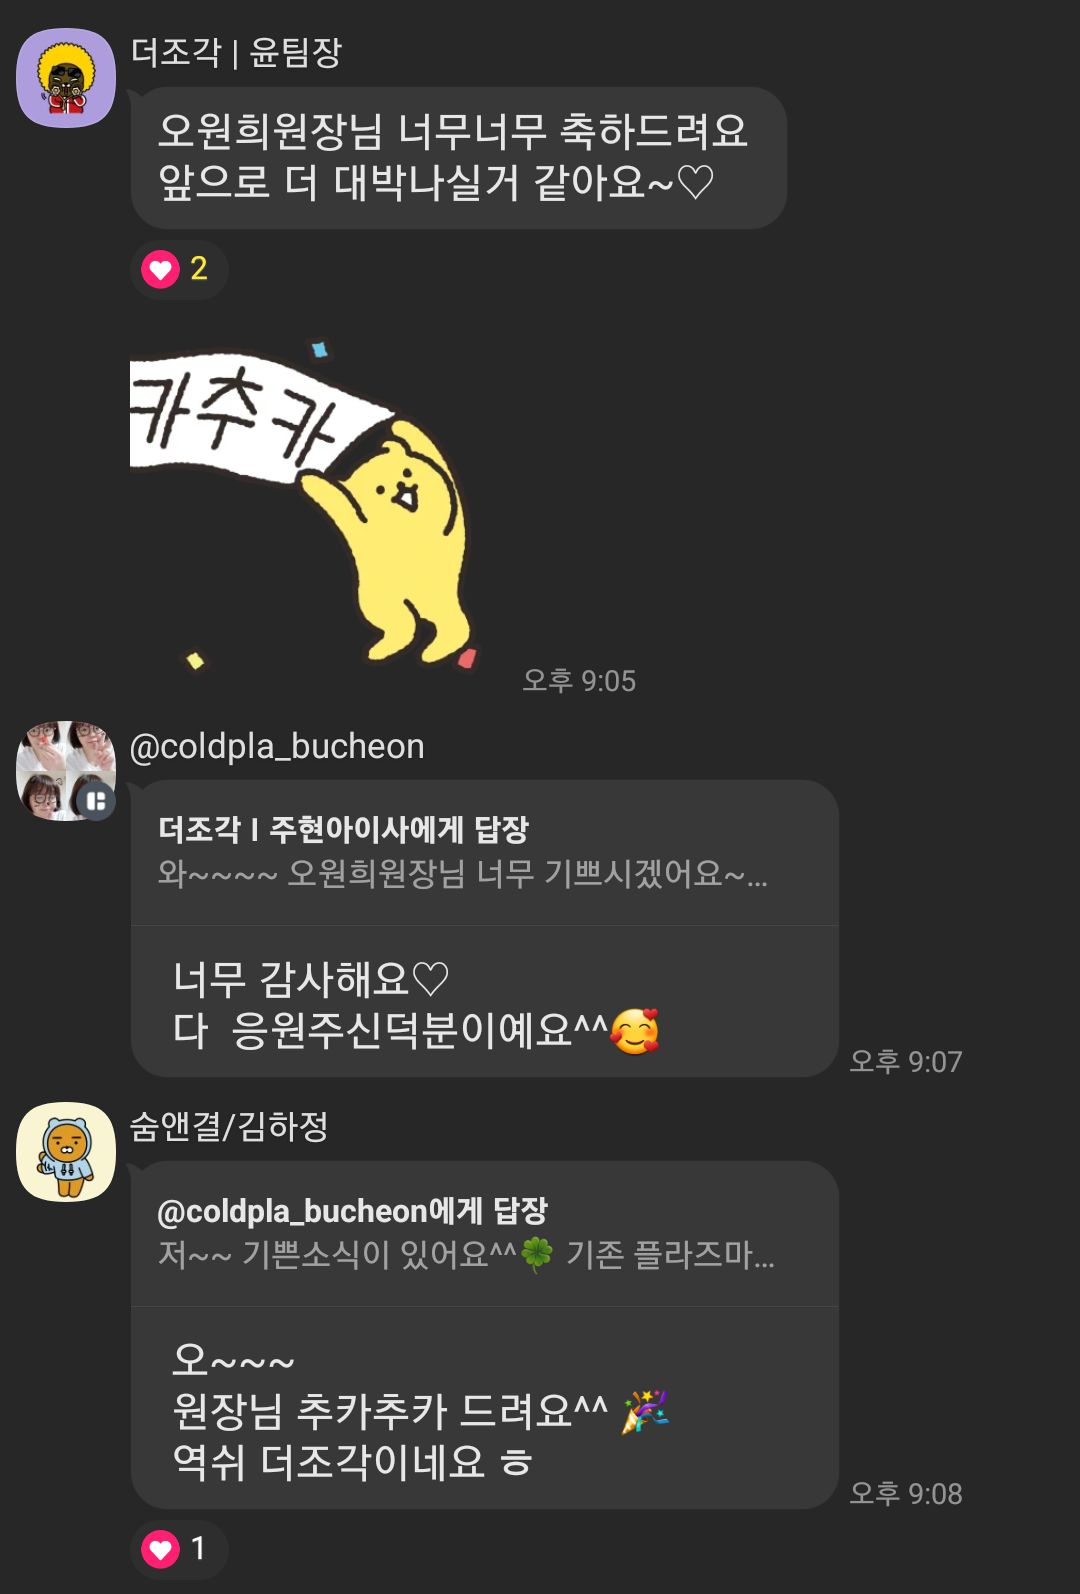 더조각 | 윤팀장
오원희원장님 너무너무 축하드려요
앞으로 더 대박나실거 같아요~♡
2
카추카
오후 9:05
@coldpla_bucheon
더조각 I 주현아이사에게 답장
와~~~~ 오원희원장님 너무 기쁘시겠어요~...
너무 감사해요♡
다  응원주신덕분이예요^^🥰
오후 9:07
숨앤결/김하정
@coldpla_bucheon에게 답장
저~~ 기쁜소식이 있어요^^🍀 기존 플라즈마...
오~~~
원장님 추카추카 드려요^^ 🎉
역쉬 더조각이네요 ㅎ
오후 9:08
1